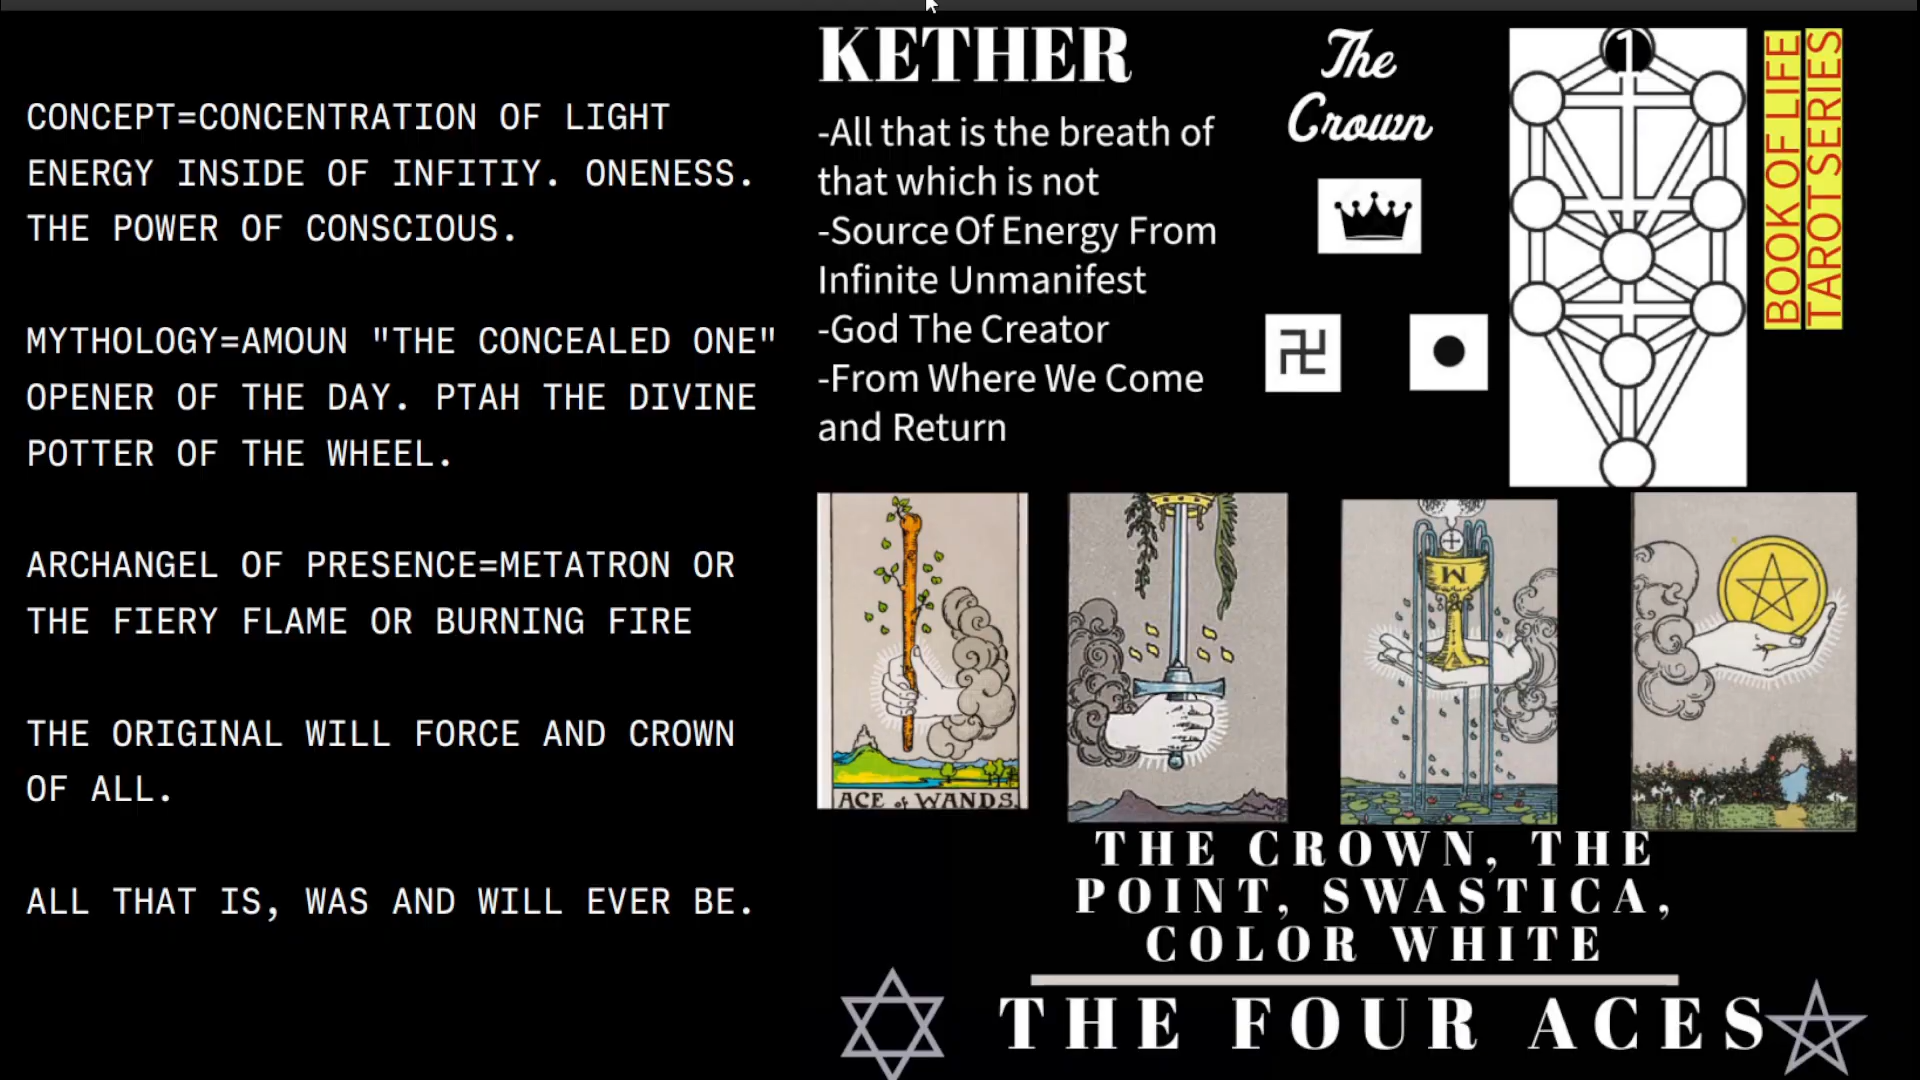 CONCEPT=CONCENTRATION OF LIGHT
ENERGY INSIDE OF INFITIY. ONENESS.
THE POWER OF CONSCIOUS.
MYTHOLOGY=AMOUN "THE CONCEALED ONE"
OPENER OF THE DAY. PTAH THE DIVINE
POTTER OF THE WHEEL.
ARCHANGEL OF PRESENCE=METATRON OR
THE FIERY FLAME OR BURNING FIRE
THE ORIGINAL WILL FORCE AND CROWN
OF ALL.
ALL THAT IS, WAS AND WILL EVER BE.
KETHER
-All that is the breath of
that which is not
-Source Of Energy From
Infinite Unmanifest
-God The Creator
-From Where We Come
and Return
The
Crown
1
BOOK OF LIFE
TAROT SERIES
ACE of WANDS.
THE CROWN, THE
POINT, SWASTICA,
COLOR WHITE
THE FOUR ACES